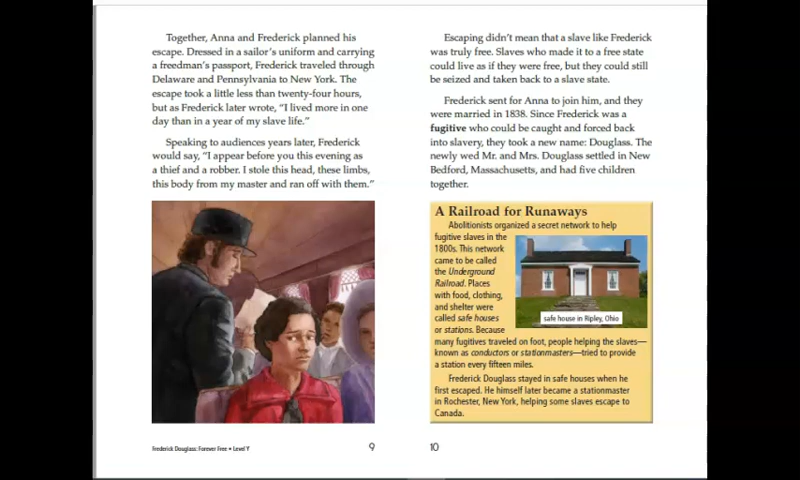 Together, Anna and Frederick planned his
escape. Dressed in a sailor's uniform and carrying
a freedman's passport, Frederick traveled through
Delaware and Pennsylvania to New York. The
escape took a little less than twenty-four hours,
but as Frederick later wrote, "I lived more in one
day than in a year of my slave life."
Speaking to audiences years later, Frederick
would say, "I appear before you this evening as
a thief and a robber. I stole this head, these limbs,
this body from my master and ran off with them."
Frederick Douglass: Forever Free • Level Y
9
Escaping didn't mean that a slave like Frederick
was truly free. Slaves who made it to a free state
could live as if they were free, but they could still
be seized and taken back to a slave state.
Frederick sent for Anna to join him, and they
were married in 1838. Since Frederick was a
fugitive who could be caught and forced back
into slavery, they took a new name: Douglass. The
newly wed Mr. and Mrs. Douglass settled in New
Bedford, Massachusetts, and had five children
together.
A Railroad for Runaways
Abolitionists organized a secret network to help
fugitive slaves in the
1800s. This network
came to be called
the Underground
Railroad. Places
with food, clothing,
and shelter were
called safe houses
or stations. Because
many fugitives traveled on foot, people helping the slaves—
known as conductors or stationmasters—tried to provide
a station every fifteen miles.
safe house in Ripley, Ohio
Frederick Douglass stayed in safe houses when he
first escaped. He himself later became a stationmaster
in Rochester, New York, helping some slaves escape to
Canada.
10